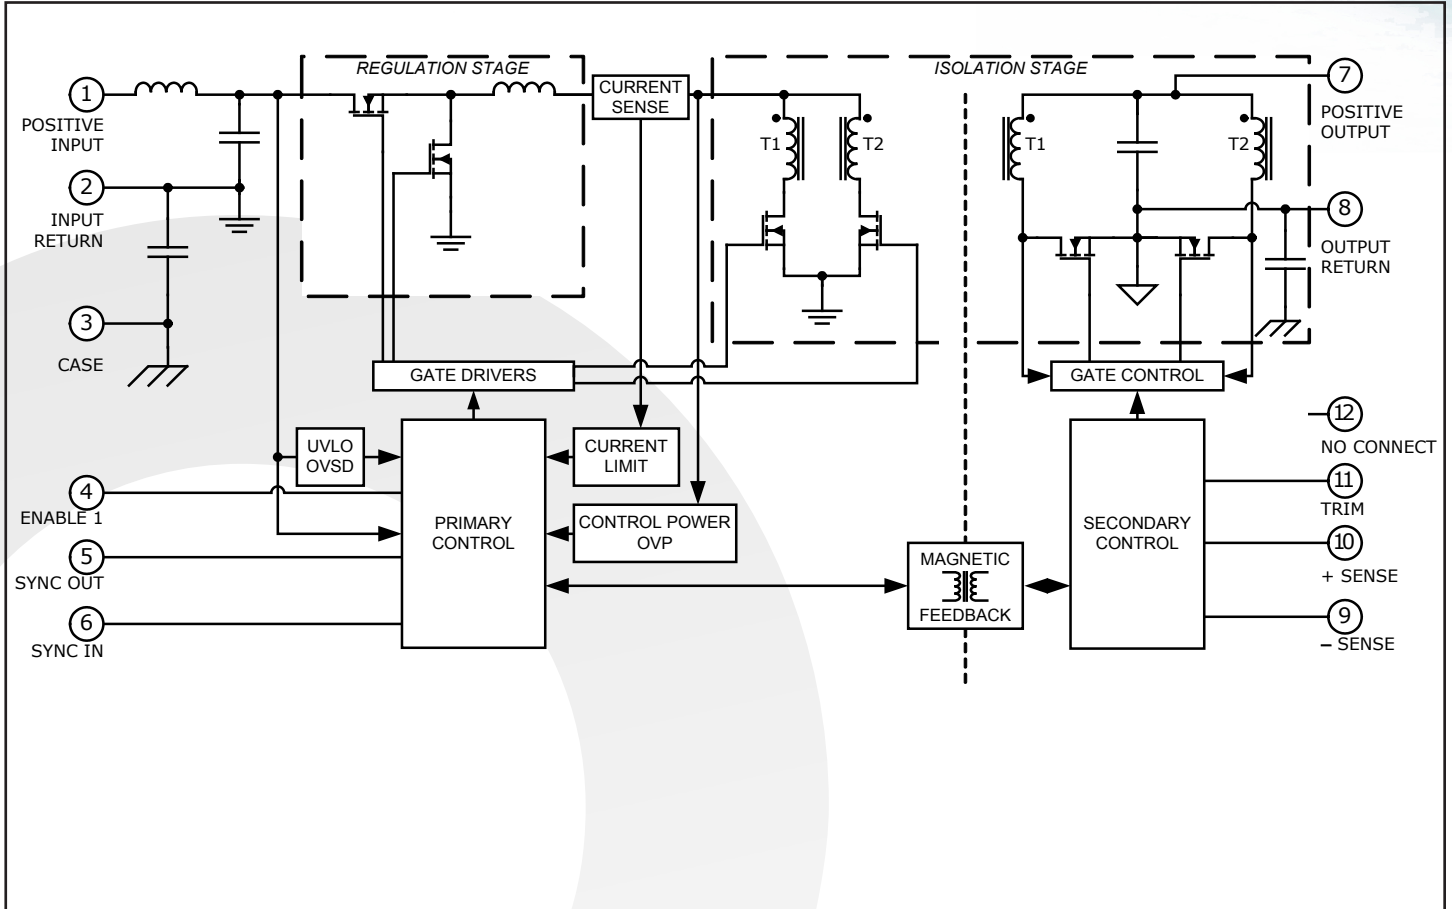 REGULATION STAGE
ISOLATION STAGE
1
POSITIVE
INPUT
2
INPUT
RETURN
3
CASE
CURRENT
SENSE
T1
T2
T1
T2
7
POSITIVE
OUTPUT
8
OUTPUT
RETURN
GATE DRIVERS
GATE CONTROL
UVLO
OVSD
CURRENT
LIMIT
4
ENABLE 1
5
SYNC OUT
6
SYNC IN
PRIMARY
CONTROL
CONTROL POWER
OVP
MAGNETIC
FEEDBACK
SECONDARY
CONTROL
12
NO CONNECT
11
TRIM
10
+ SENSE
9
– SENSE